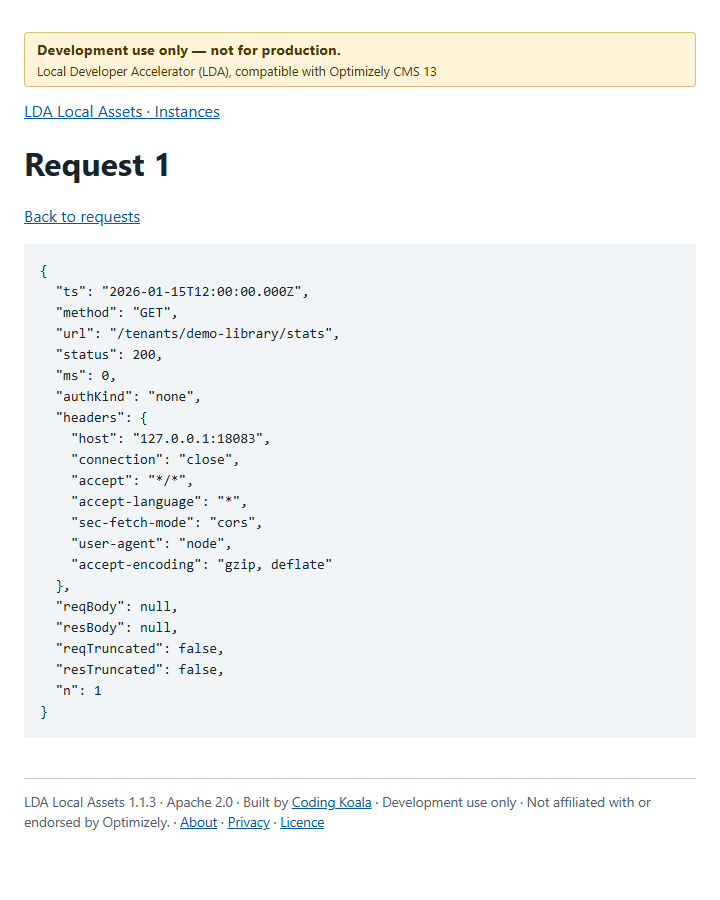 Development use only — not for production.
Local Developer Accelerator (LDA), compatible with Optimizely CMS 13
LDA Local Assets · Instances
Request 1
Back to requests
{
  "ts": "2026-01-15T12:00:00.000Z",
  "method": "GET",
  "url": "/tenants/demo-library/stats",
  "status": 200,
  "ms": 0,
  "authKind": "none",
  "headers": {
    "host": "127.0.0.1:18083",
    "connection": "close",
    "accept": "*/*",
    "accept-language": "*",
    "sec-fetch-mode": "cors",
    "user-agent": "node",
    "accept-encoding": "gzip, deflate"
  },
  "reqBody": null,
  "resBody": null,
  "reqTruncated": false,
  "resTruncated": false,
  "n": 1
}
LDA Local Assets 1.1.3 · Apache 2.0 · Built by Coding Koala · Development use only · Not affiliated with or
endorsed by Optimizely. · About · Privacy · Licence